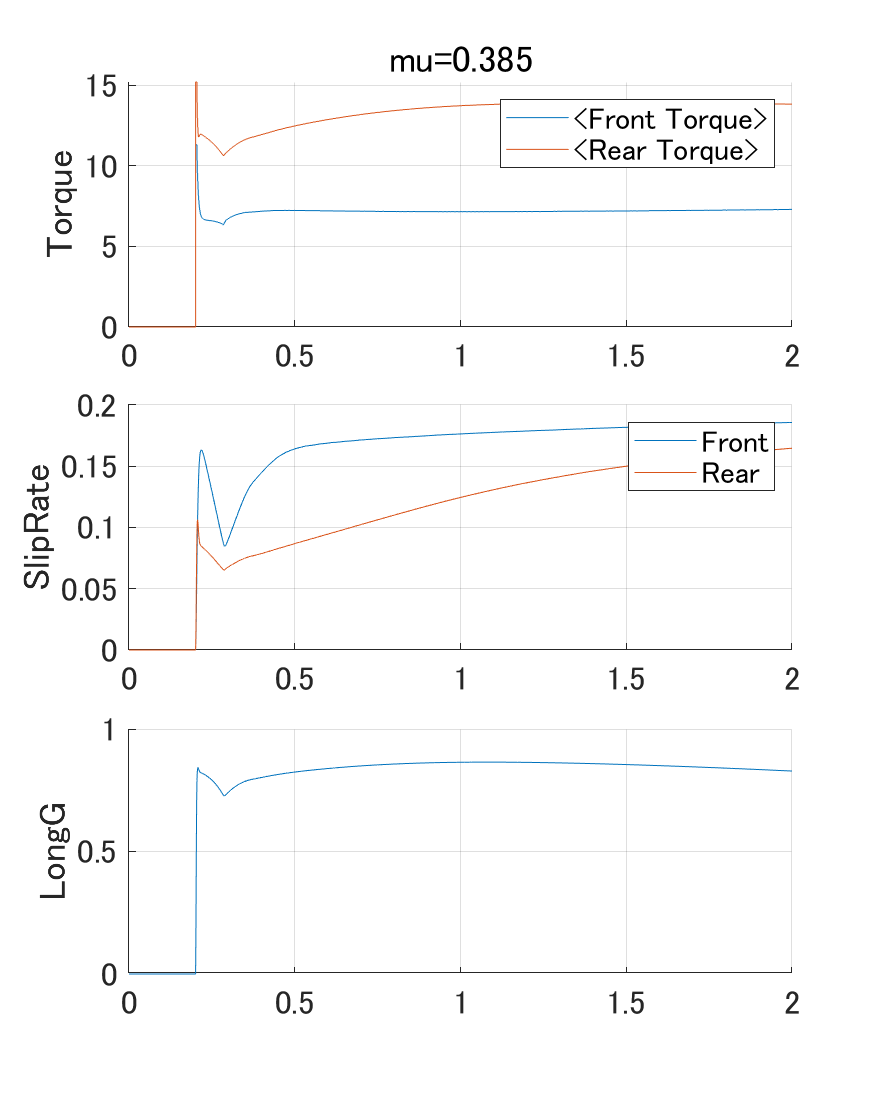 mu=0.385
15
10
5
0
Torque
<Front Torque>
<Rear Torque>
0 0.5 1 1.5 2
0.2
0.15
0.1
0.05
0
SlipRate
Front
Rear
0 0.5 1 1.5 2
1
0.5
0
LongG
0 0.5 1 1.5 2